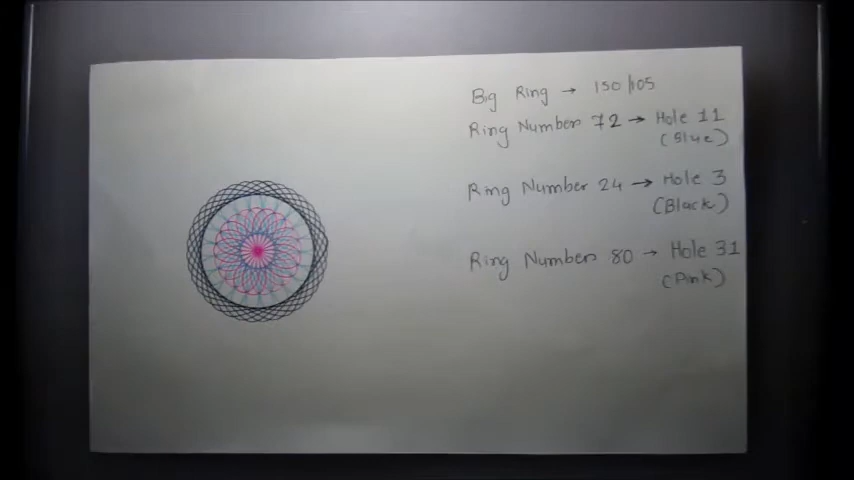 Big Ring → 150/105
Ring Number 72 → Hole 11
(Blue)
Ring Number 24 → Hole 3
(Black)
Ring Number 80 → Hole 31
(Pink)